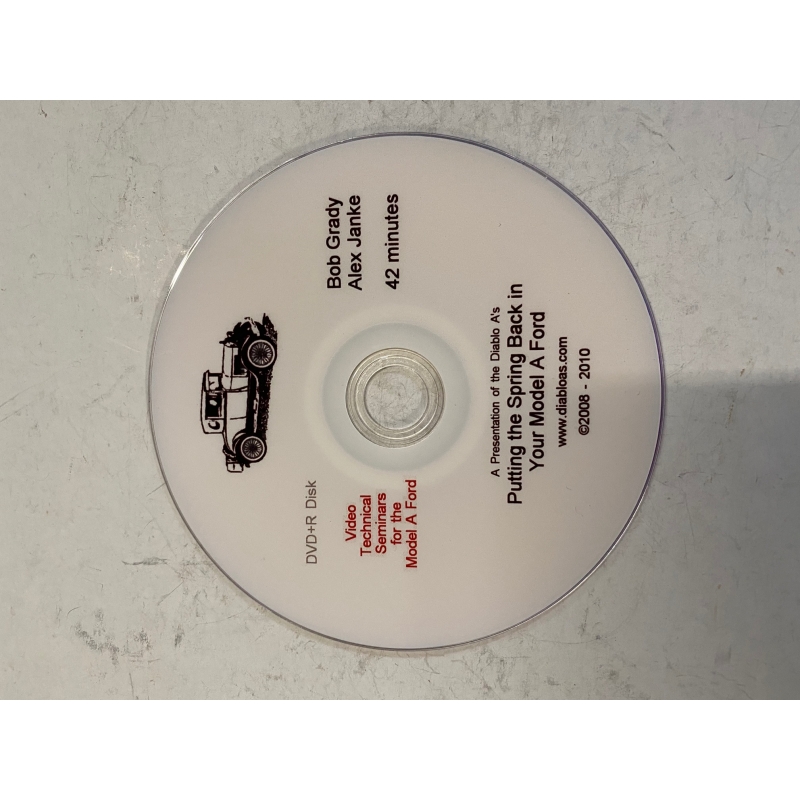 DVD+R Disk
Video
Technical
Seminars
for the
Model A Ford
Bob Grady
Alex Janke
42 minutes
A Presentation of the Diablo A's
Putting the Spring Back in
Your Model A Ford
www.diabloas.com
©2008 - 2010